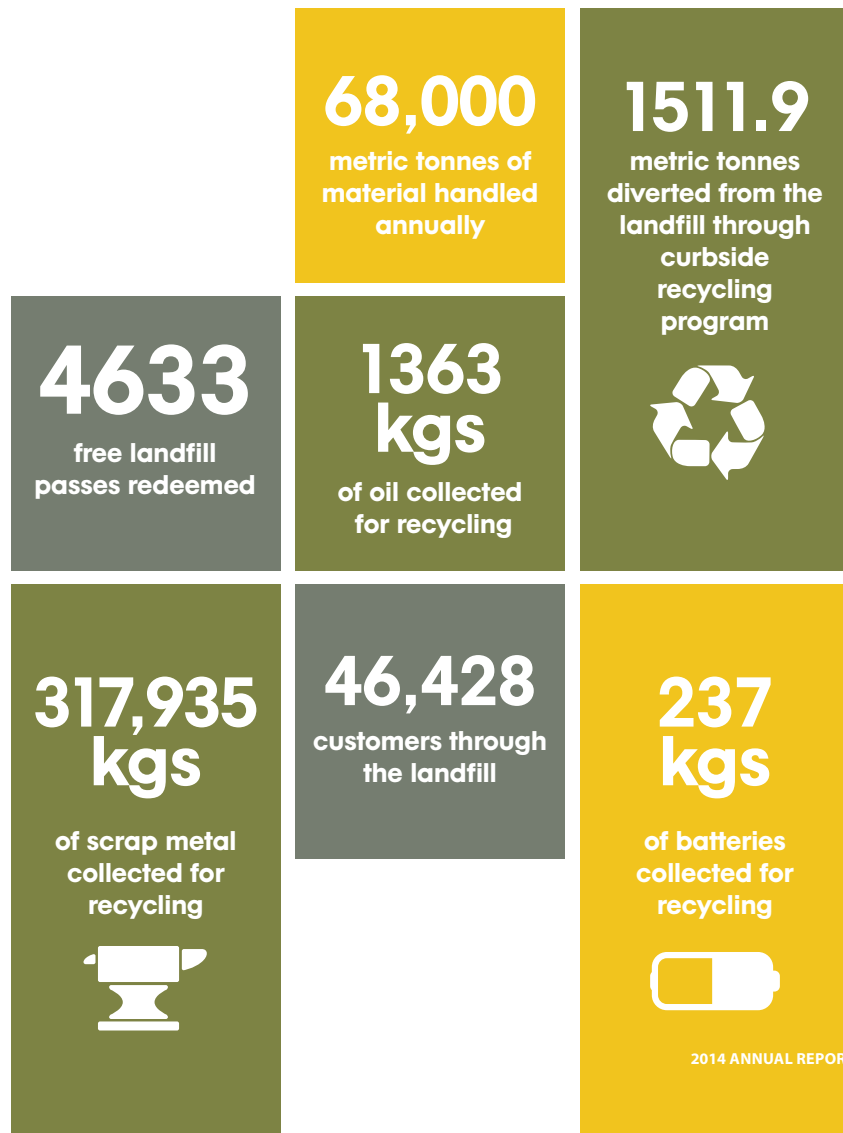 68,000
metric tonnes of
material handled
annually
1511.9
metric tonnes
diverted from the
landfill through
curbside
recycling
program
4633
free landfill
passes redeemed
1363
kgs
of oil collected
for recycling
317,935
kgs
of scrap metal
collected for
recycling
46,428
customers through
the landfill
237
kgs
of batteries
collected for
recycling
2014 ANNUAL REPOR